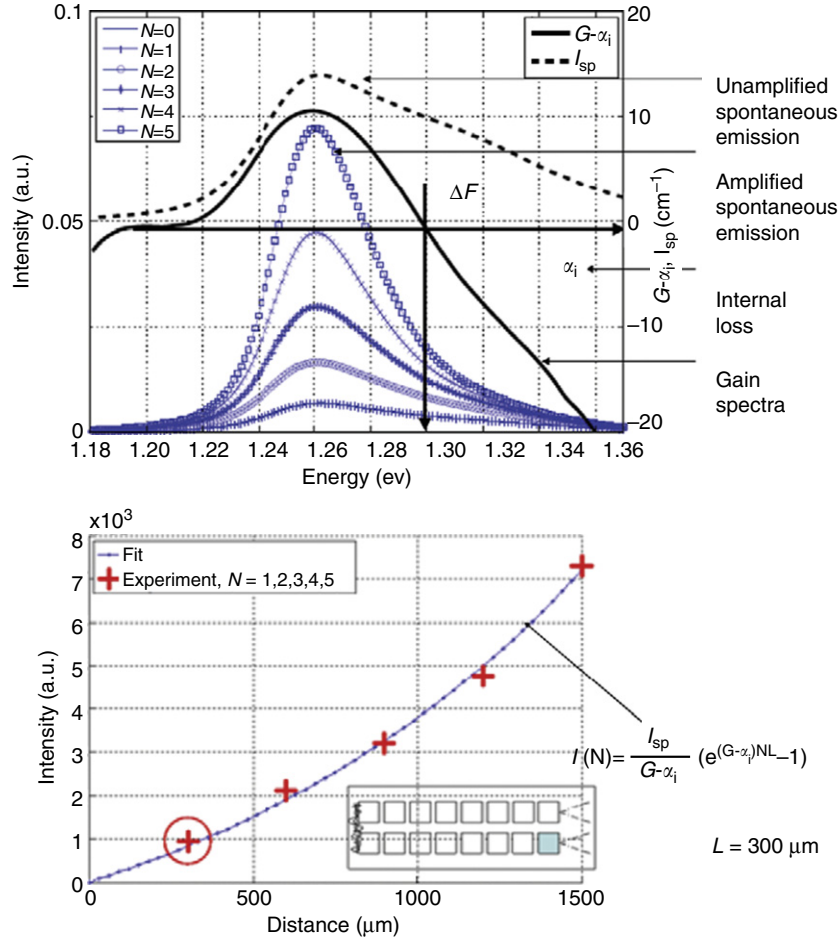 0.1
20
N=0
N=1
N=2
N=3
N=4
N=5
G-αi
Isp
Unamplified
spontaneous
emission
10
ΔF
Amplified
spontaneous
emission
0.05
0
Intensity (a.u.)
G-αi, Isp (cm⁻¹)
αi
Internal
loss
−10
Gain
spectra
0
−20
1.18 1.20 1.22 1.24 1.26 1.28 1.30 1.32 1.34 1.36
Energy (ev)
x10³
8
Fit
Experiment, N = 1,2,3,4,5
7
6
5
4
3
2
1
0
Intensity (a.u.)
I (N)= Isp / G-αi (e^(G-αi)NL–1)
L = 300 μm
0 500 1000 1500
Distance (μm)